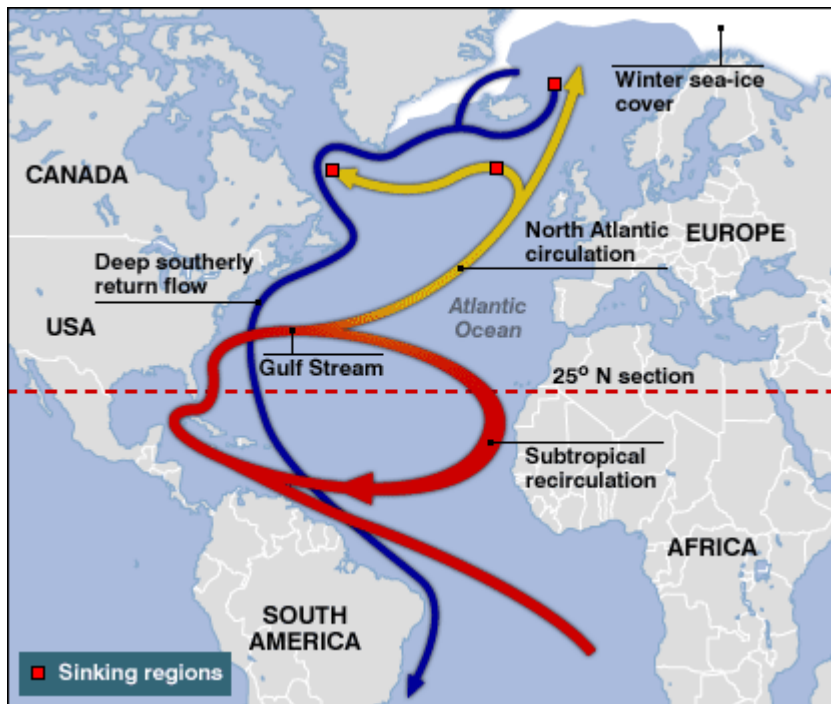 Winter sea-ice
cover
CANADA
North Atlantic
circulation
EUROPE
Deep southerly
return flow
Atlantic
Ocean
USA
Gulf Stream
25° N section
Subtropical
recirculation
AFRICA
SOUTH
AMERICA
Sinking regions